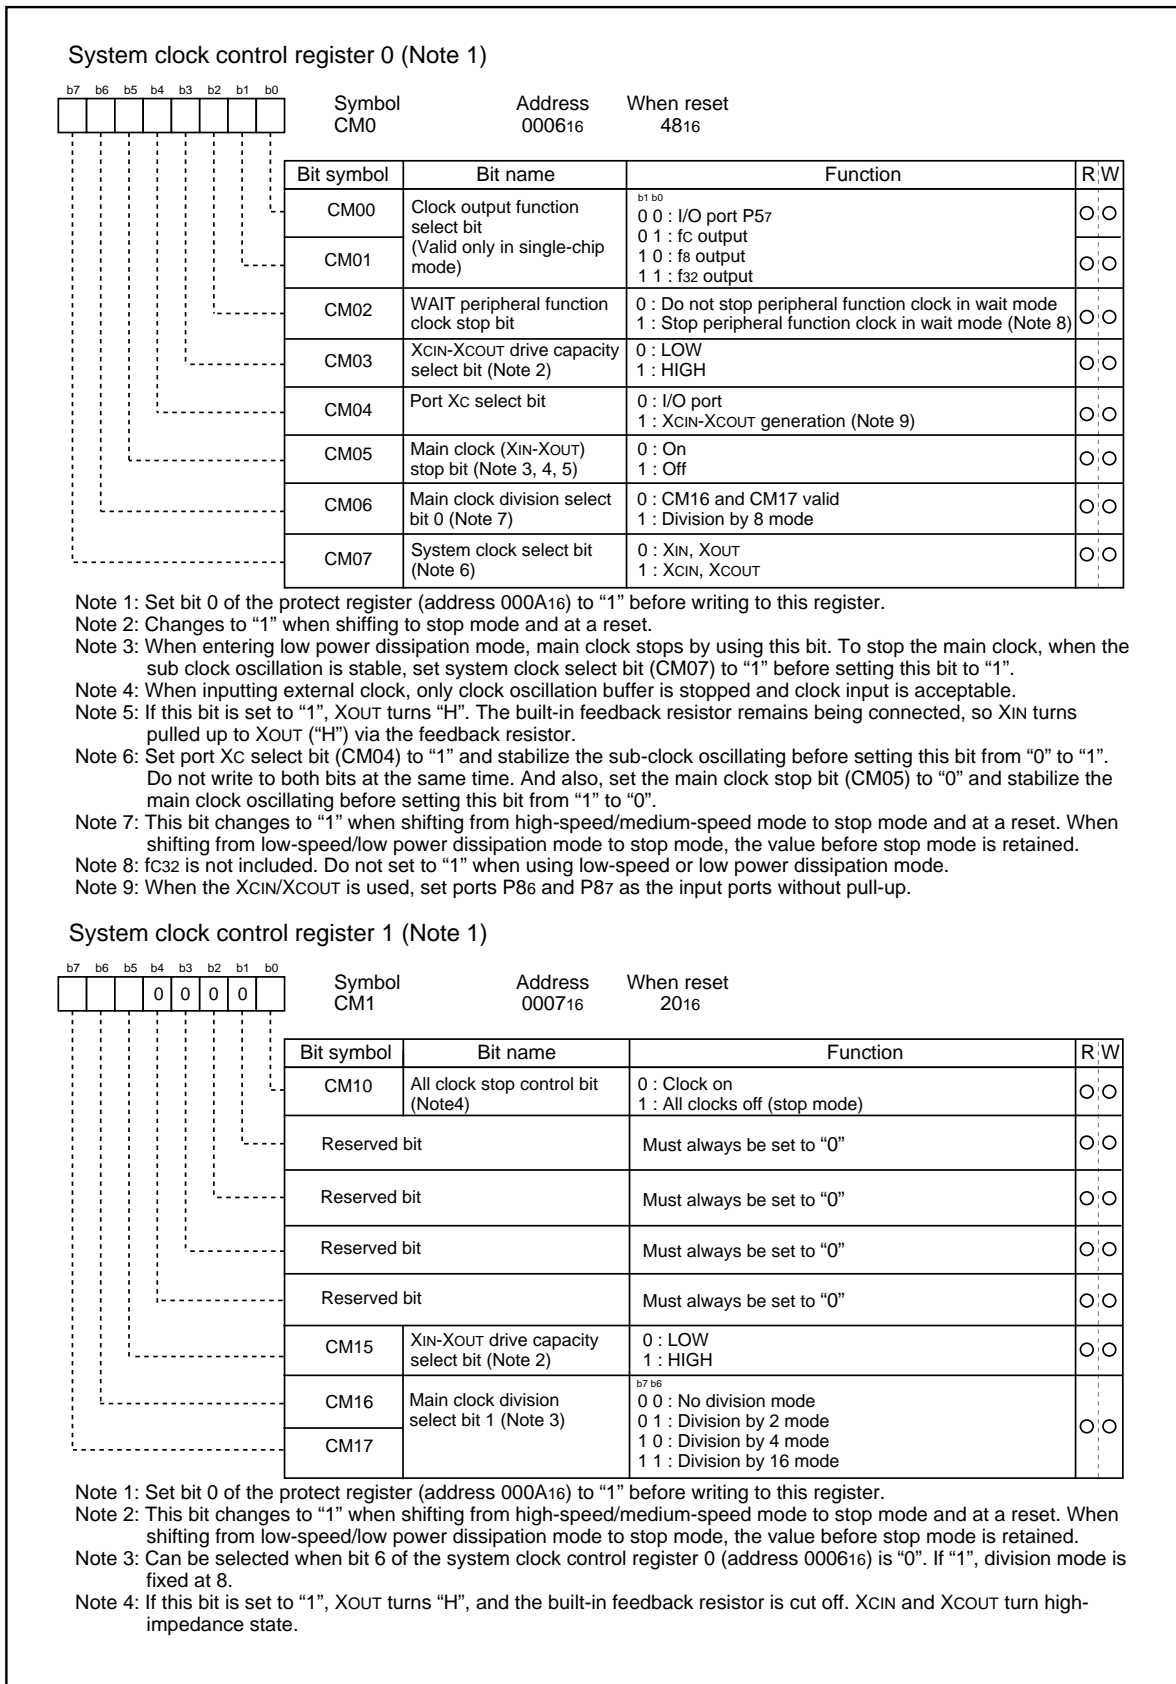 System clock control register 0 (Note 1)
b7 b6 b5 b4 b3 b2 b1 b0
Symbol Address When reset
CM0 000616 4816
Bit symbol Bit name Function R W
CM00 Clock output function select bit (Valid only in single-chip mode)
b1 b0
0 0 : I/O port P57
0 1 : fC output
CM01
1 0 : f8 output
1 1 : f32 output
CM02 WAIT peripheral function 0 : Do not stop peripheral function clock in wait mode
clock stop bit 1 : Stop peripheral function clock in wait mode (Note 8)
CM03 XCIN-XCOUT drive capacity 0 : LOW
select bit (Note 2) 1 : HIGH
CM04 Port XC select bit 0 : I/O port
1 : XCIN-XCOUT generation (Note 9)
CM05 Main clock (XIN-XOUT) 0 : On
stop bit (Note 3, 4, 5) 1 : Off
CM06 Main clock division select 0 : CM16 and CM17 valid
bit 0 (Note 7) 1 : Division by 8 mode
CM07 System clock select bit 0 : XIN, XOUT
(Note 6) 1 : XCIN, XCOUT
Note 1: Set bit 0 of the protect register (address 000A16) to “1” before writing to this register.
Note 2: Changes to “1” when shiffing to stop mode and at a reset.
Note 3: When entering low power dissipation mode, main clock stops by using this bit. To stop the main clock, when the
sub clock oscillation is stable, set system clock select bit (CM07) to “1” before setting this bit to “1”.
Note 4: When inputting external clock, only clock oscillation buffer is stopped and clock input is acceptable.
Note 5: If this bit is set to “1”, XOUT turns “H”. The built-in feedback resistor remains being connected, so XIN turns
pulled up to XOUT (“H”) via the feedback resistor.
Note 6: Set port XC select bit (CM04) to “1” and stabilize the sub-clock oscillating before setting this bit from “0” to “1”.
Do not write to both bits at the same time. And also, set the main clock stop bit (CM05) to “0” and stabilize the
main clock oscillating before setting this bit from “1” to “0”.
Note 7: This bit changes to “1” when shifting from high-speed/medium-speed mode to stop mode and at a reset. When
shifting from low-speed/low power dissipation mode to stop mode, the value before stop mode is retained.
Note 8: fC32 is not included. Do not set to “1” when using low-speed or low power dissipation mode.
Note 9: When the XCIN/XCOUT is used, set ports P86 and P87 as the input ports without pull-up.
System clock control register 1 (Note 1)
b7 b6 b5 b4 b3 b2 b1 b0
0 0 0 0
Symbol Address When reset
CM1 000716 2016
Bit symbol Bit name Function R W
CM10 All clock stop control bit 0 : Clock on
(Note4) 1 : All clocks off (stop mode)
Reserved bit Must always be set to “0”
Reserved bit Must always be set to “0”
Reserved bit Must always be set to “0”
Reserved bit Must always be set to “0”
CM15 XIN-XOUT drive capacity 0 : LOW
select bit (Note 2) 1 : HIGH
b7 b6
CM16 Main clock division 0 0 : No division mode
select bit 1 (Note 3) 0 1 : Division by 2 mode
CM17 1 0 : Division by 4 mode
1 1 : Division by 16 mode
Note 1: Set bit 0 of the protect register (address 000A16) to “1” before writing to this register.
Note 2: This bit changes to “1” when shifting from high-speed/medium-speed mode to stop mode and at a reset. When
shifting from low-speed/low power dissipation mode to stop mode, the value before stop mode is retained.
Note 3: Can be selected when bit 6 of the system clock control register 0 (address 000616) is “0”. If “1”, division mode is
fixed at 8.
Note 4: If this bit is set to “1”, XOUT turns “H”, and the built-in feedback resistor is cut off. XCIN and XCOUT turn high-
impedance state.